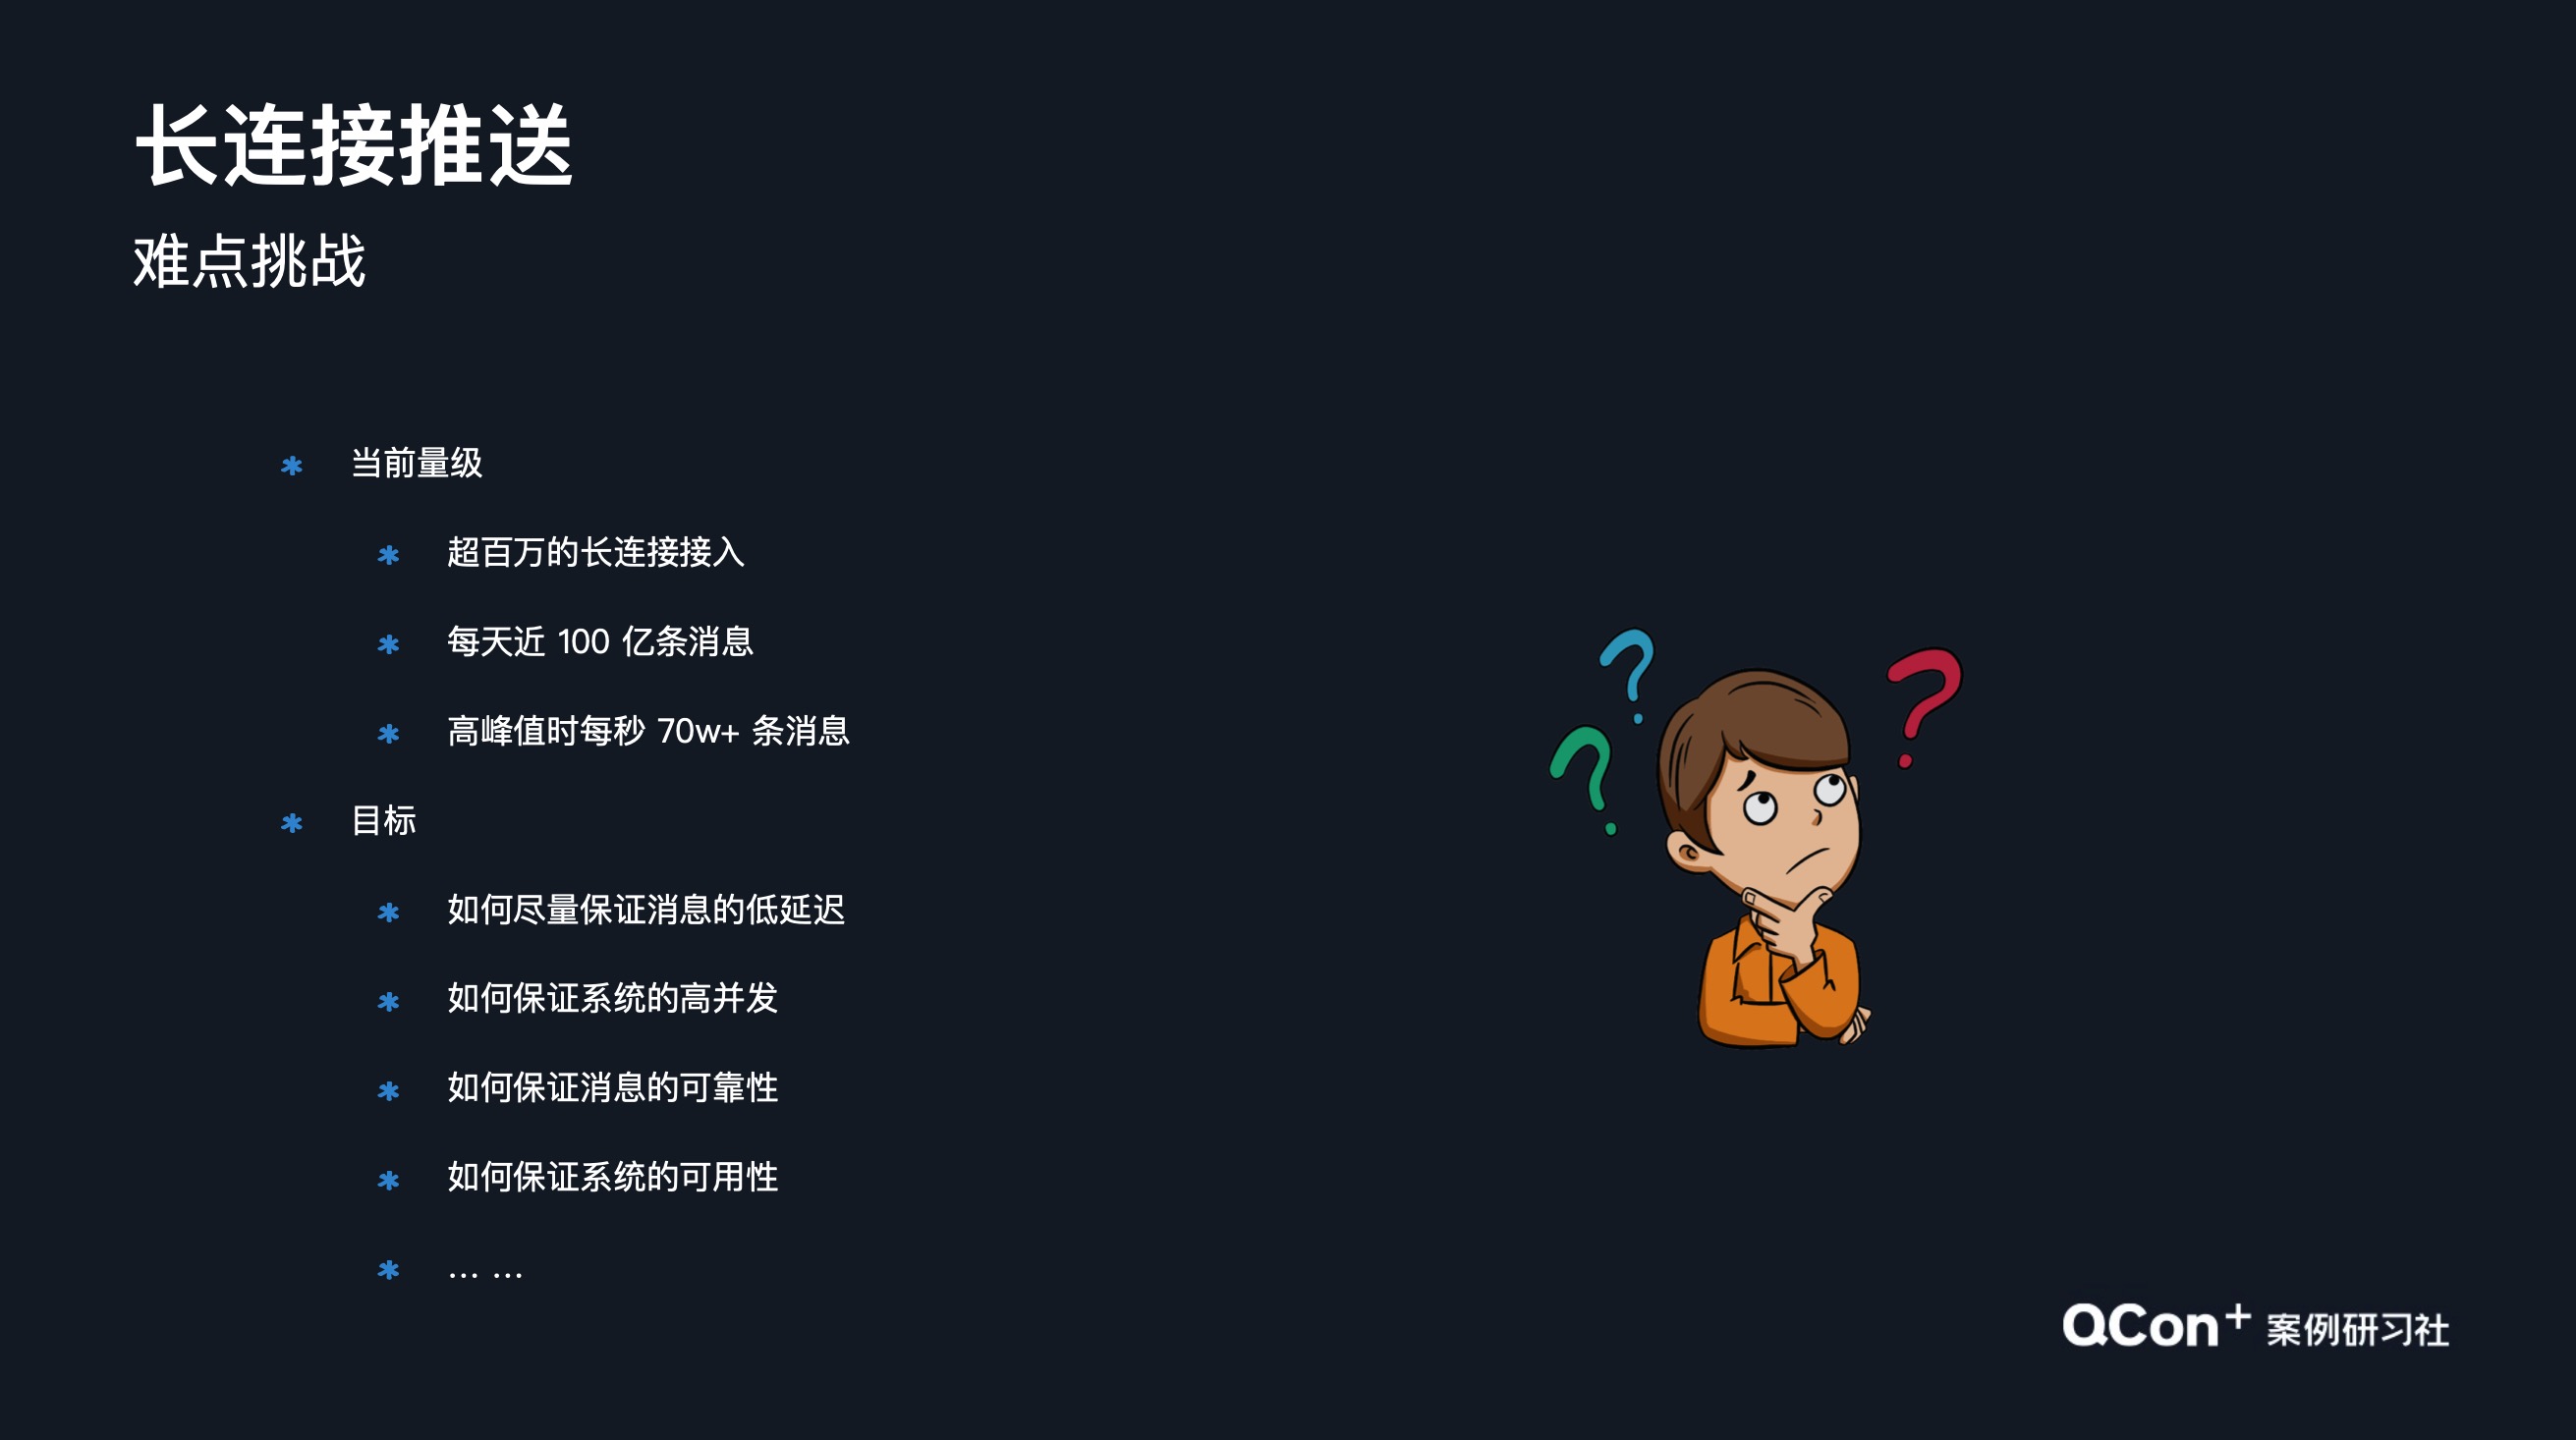 长连接推送
难点挑战
当前量级
超百万的长连接接入
每天近 100 亿条消息
高峰值时每秒 70w+ 条消息
目标
如何尽量保证消息的低延迟
如何保证系统的高并发
如何保证消息的可靠性
如何保证系统的可用性
... ...
QCon+ 案例研习社